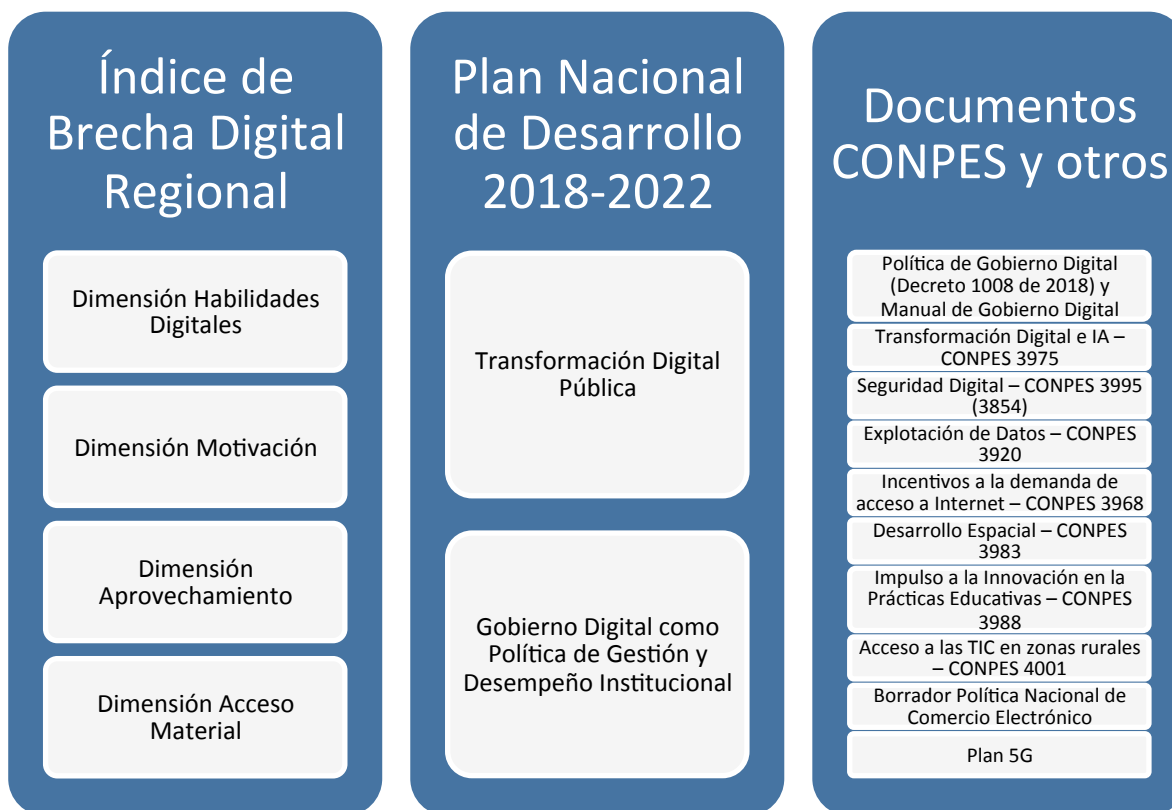 Índice de
Brecha Digital
Regional
Dimensión Habilidades
Digitales
Dimensión Motivación
Dimensión
Aprovechamiento
Dimensión Acceso
Material
Plan Nacional
de Desarrollo
2018-2022
Transformación Digital
Pública
Gobierno Digital como
Política de Gestión y
Desempeño Institucional
Documentos
CONPES y otros
Política de Gobierno Digital
(Decreto 1008 de 2018) y
Manual de Gobierno Digital
Transformación Digital e IA –
CONPES 3975
Seguridad Digital – CONPES 3995
(3854)
Explotación de Datos – CONPES
3920
Incentivos a la demanda de
acceso a Internet – CONPES 3968
Desarrollo Espacial – CONPES
3983
Impulso a la Innovación en la
Prácticas Educativas – CONPES
3988
Acceso a las TIC en zonas rurales
– CONPES 4001
Borrador Política Nacional de
Comercio Electrónico
Plan 5G